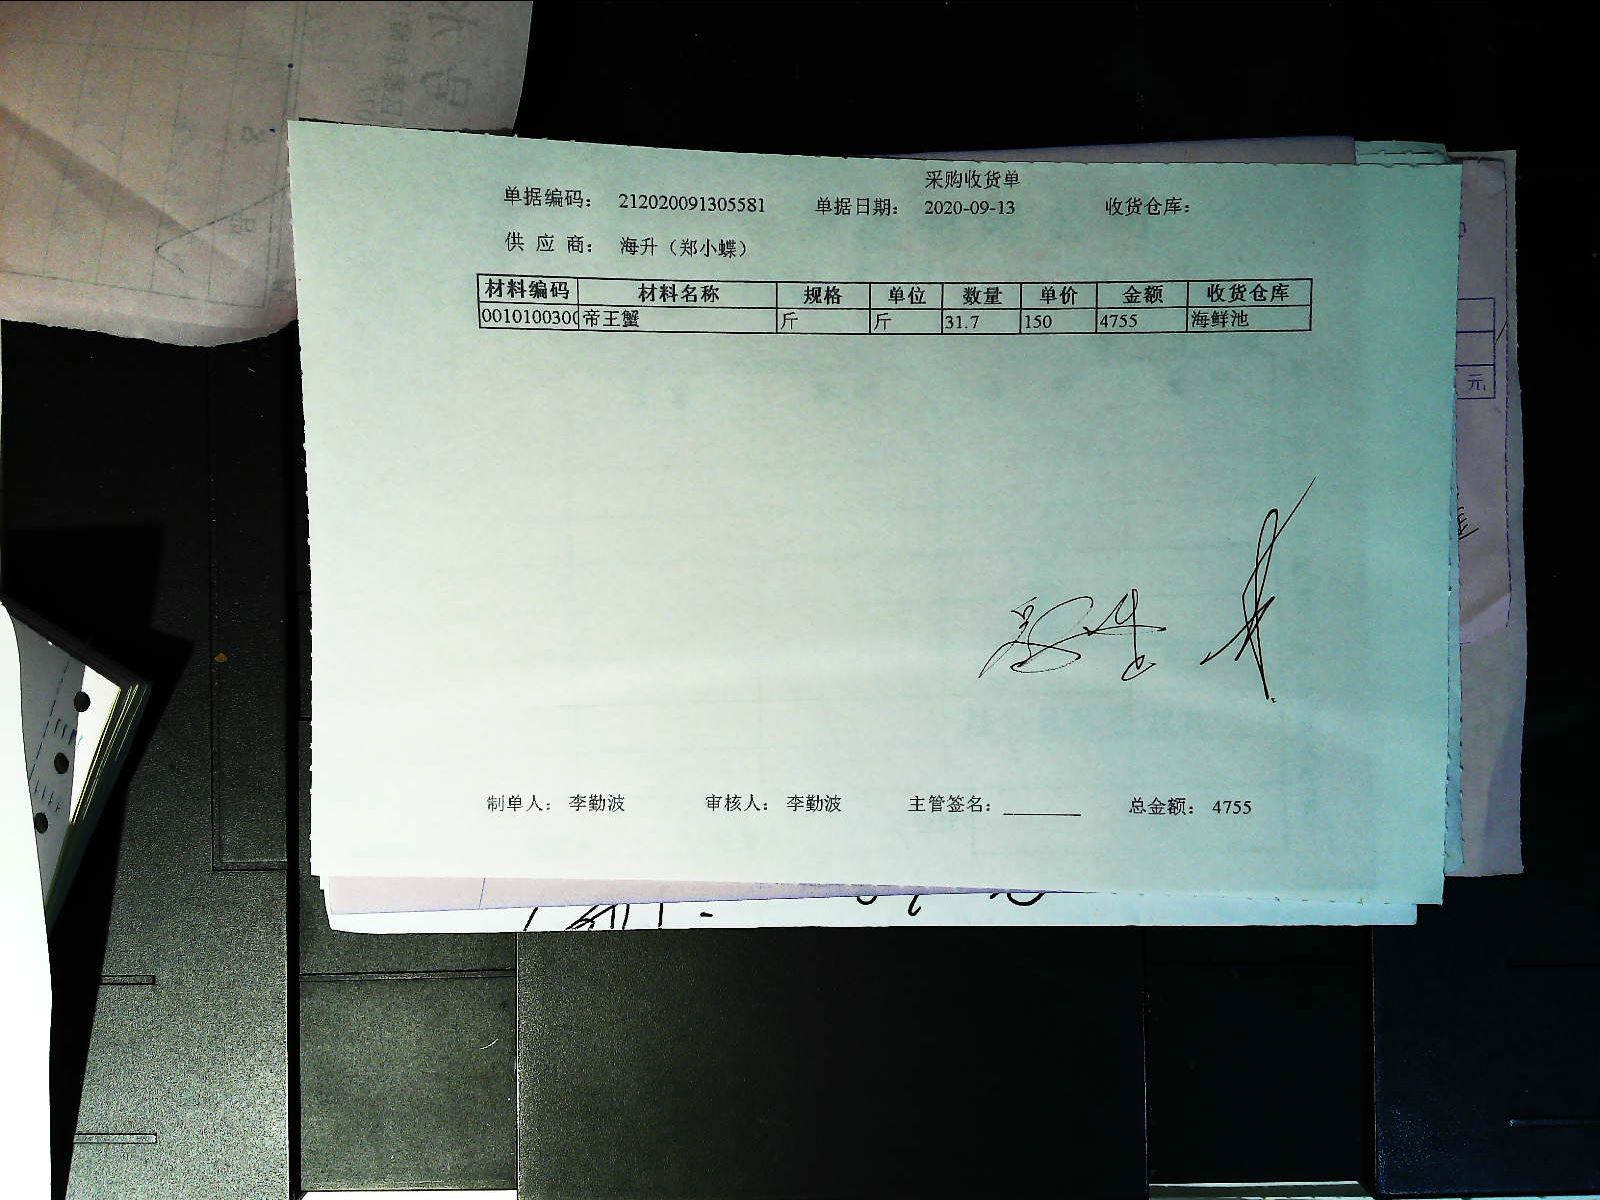 采购收货单
单据编码： 212020091305581 单据日期： 2020-09-13 收货仓库：
供 应 商： 海升（郑小蝶）
材料编码 材料名称 规格 单位 数量 单价 金额 收货仓库
0010100300 帝王蟹 斤 斤 31.7 150 4755 海鲜池
元
制单人： 李勤波 审核人： 李勤波 主管签名：________ 总金额： 4755